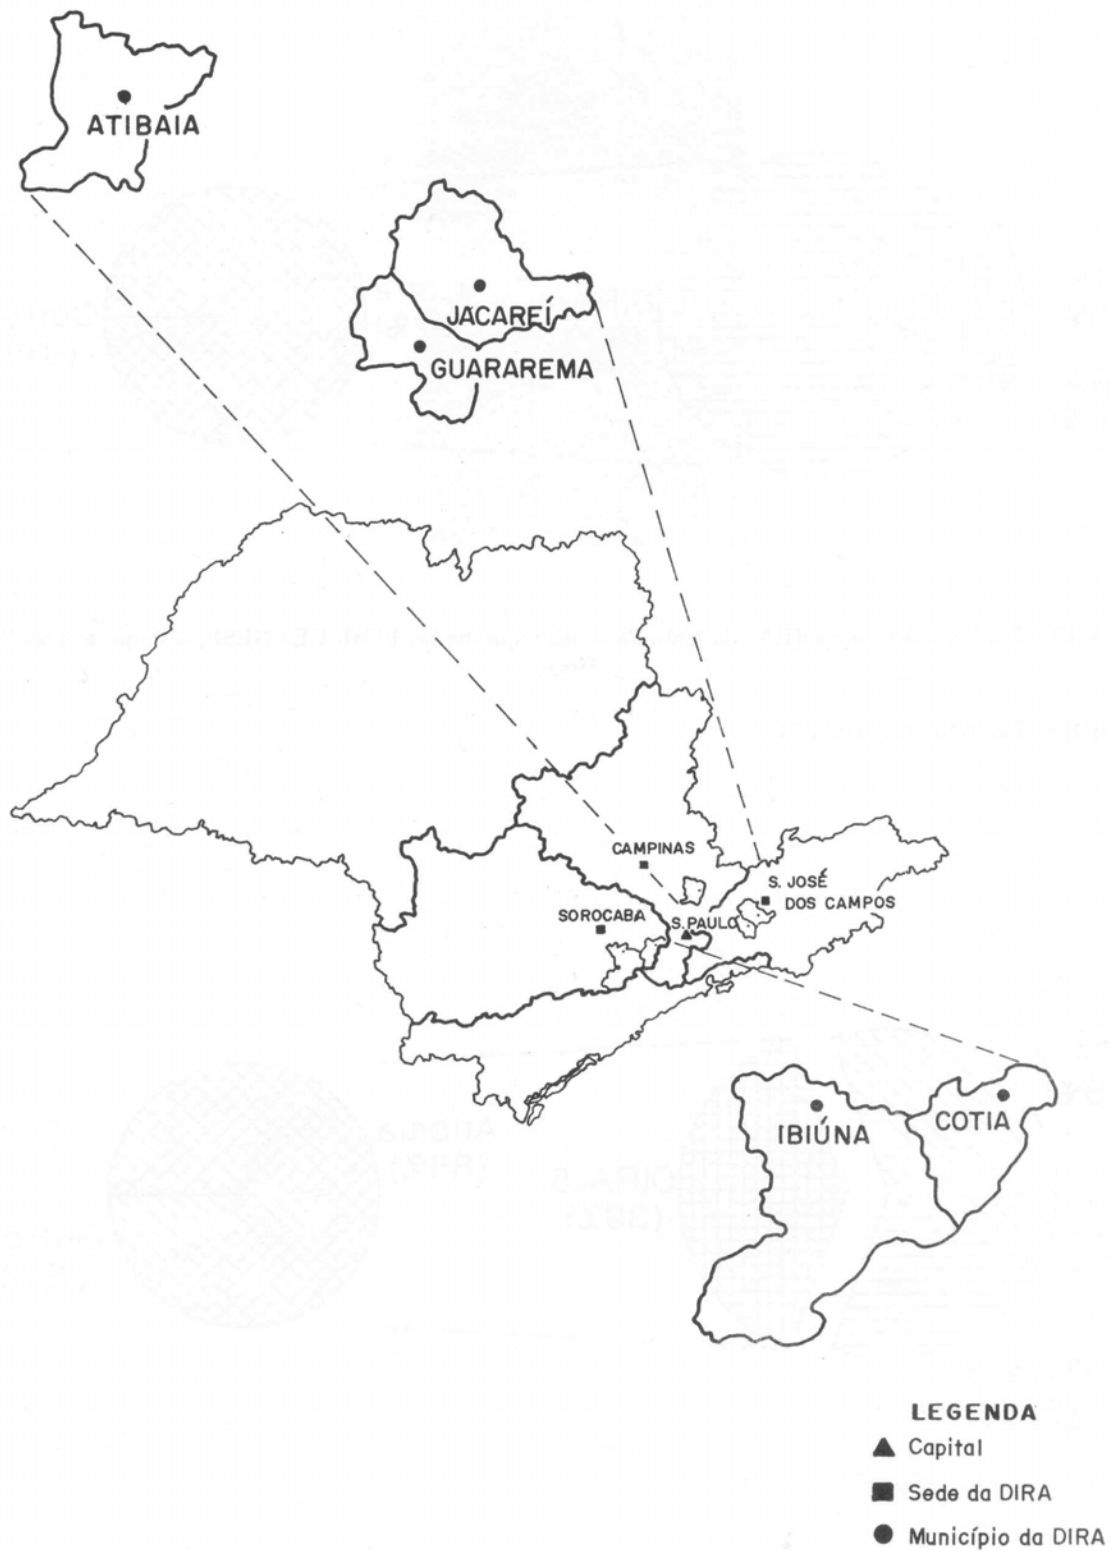 ATIBAIA
JACAREÍ
GUARAREMA
CAMPINAS
S. JOSÉ
DOS CAMPOS
SOROCABA
S. PAULO
IBIÚNA
COTIA
LEGENDA
Capital
Sede da DIRA
Município da DIRA